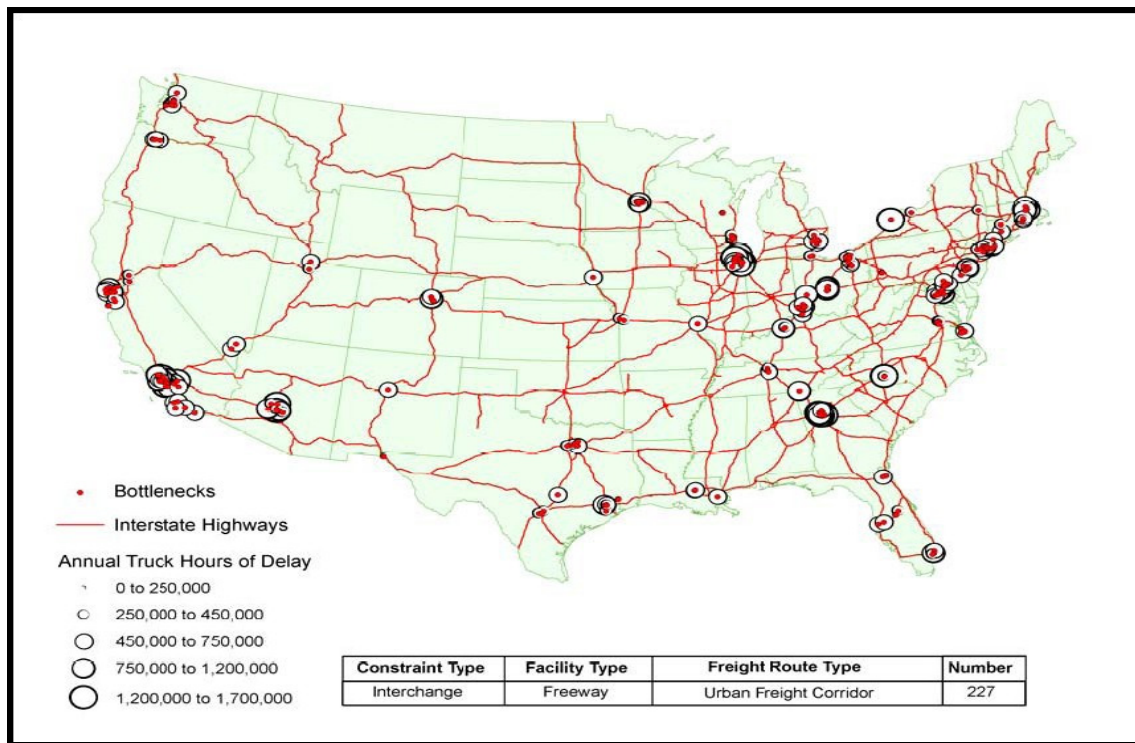 Bottlenecks
Interstate Highways
Annual Truck Hours of Delay
0 to 250,000
250,000 to 450,000
450,000 to 750,000
750,000 to 1,200,000
1,200,000 to 1,700,000
Constraint Type Facility Type Freight Route Type Number
Interchange Freeway Urban Freight Corridor 227